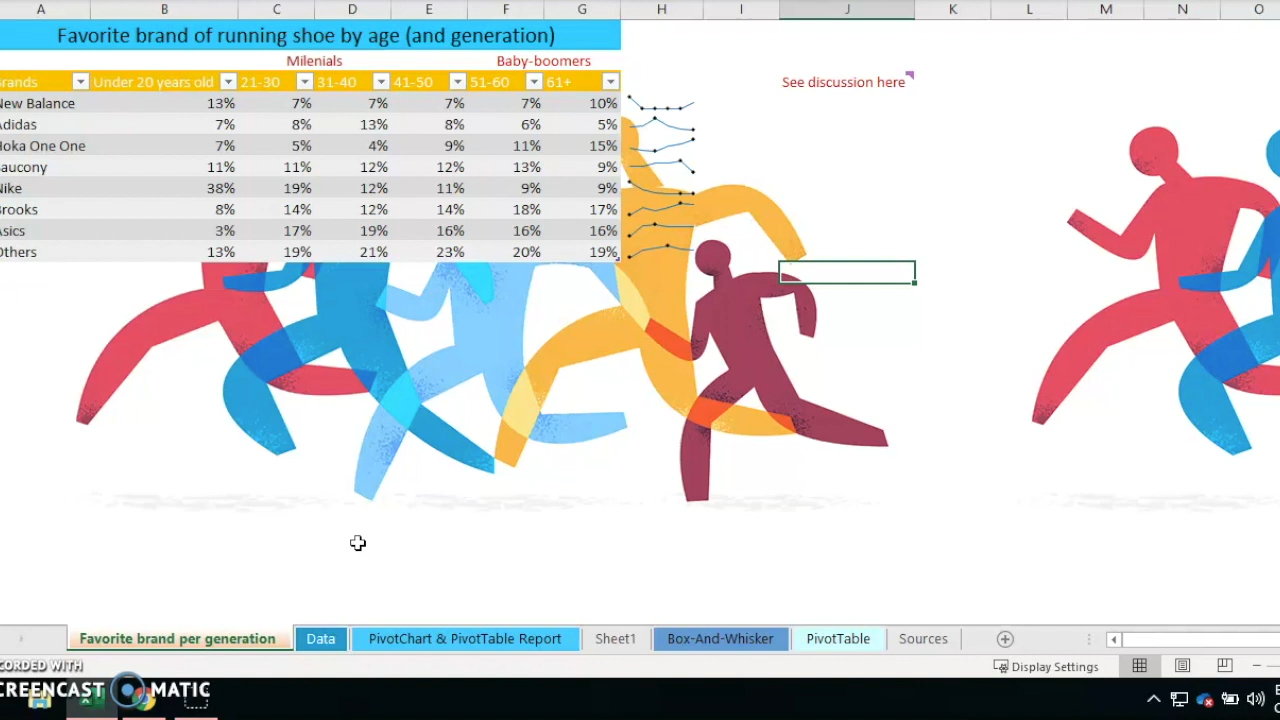 A B C D E F G H I J K L M N O
Favorite brand of running shoe by age (and generation)
Milenials Baby-boomers
rands Under 20 years old 21-30 31-40 41-50 51-60 61+ See discussion here
New Balance 13% 7% 7% 7% 7% 10%
Adidas 7% 8% 13% 8% 6% 5%
Hoka One One 7% 5% 4% 9% 11% 15%
aucony 11% 11% 12% 12% 13% 9%
Nike 38% 19% 12% 11% 9% 9%
rooks 8% 14% 12% 14% 18% 17%
Asics 3% 17% 19% 16% 16% 16%
Others 13% 19% 21% 23% 20% 19%
Favorite brand per generation Data PivotChart & PivotTable Report Sheet1 Box-And-Whisker PivotTable Sources
CORDED WITH Display Settings
CREENCAST MATIC